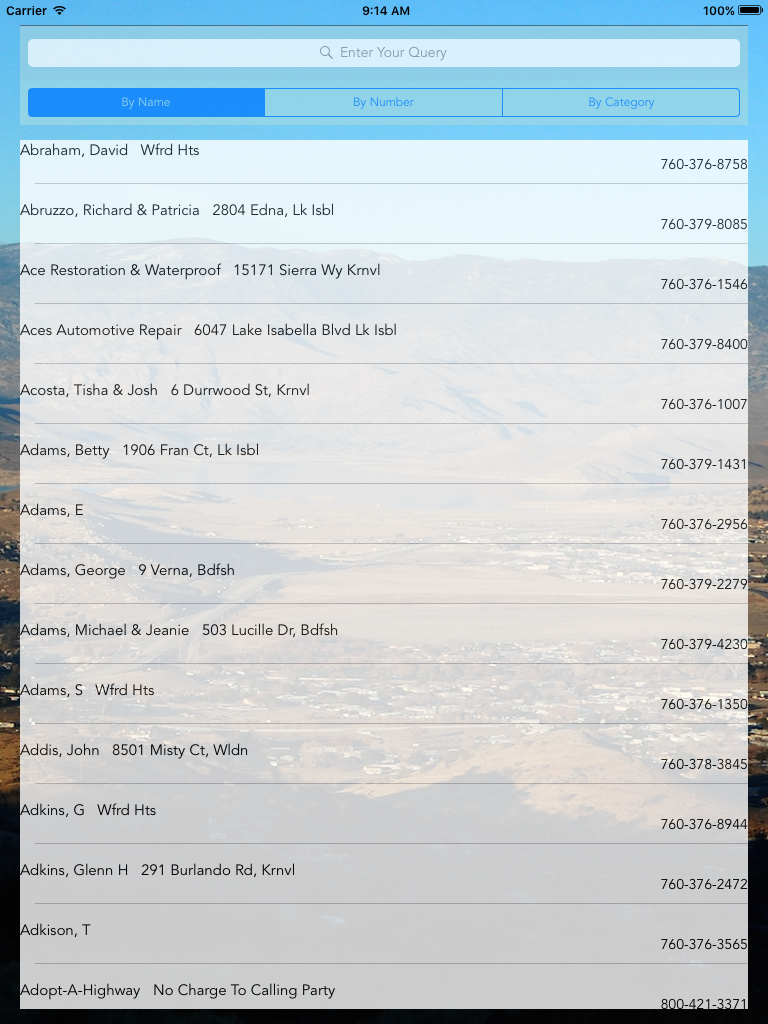 Carrier 9:14 AM 100%
Enter Your Query
By Name By Number By Category
Abraham, David Wfrd Hts
760-376-8758
Abruzzo, Richard & Patricia 2804 Edna, Lk Isbl
760-379-8085
Ace Restoration & Waterproof 15171 Sierra Wy Krnvl
760-376-1546
Aces Automotive Repair 6047 Lake Isabella Blvd Lk Isbl
760-379-8400
Acosta, Tisha & Josh 6 Durrwood St, Krnvl
760-376-1007
Adams, Betty 1906 Fran Ct, Lk Isbl
760-379-1431
Adams, E
760-376-2956
Adams, George 9 Verna, Bdfsh
760-379-2279
Adams, Michael & Jeanie 503 Lucille Dr, Bdfsh
760-379-4230
Adams, S Wfrd Hts
760-376-1350
Addis, John 8501 Misty Ct, Wldn
760-378-3845
Adkins, G Wfrd Hts
760-376-8944
Adkins, Glenn H 291 Burlando Rd, Krnvl
760-376-2472
Adkison, T
760-376-3565
Adopt-A-Highway No Charge To Calling Party
800-421-3371